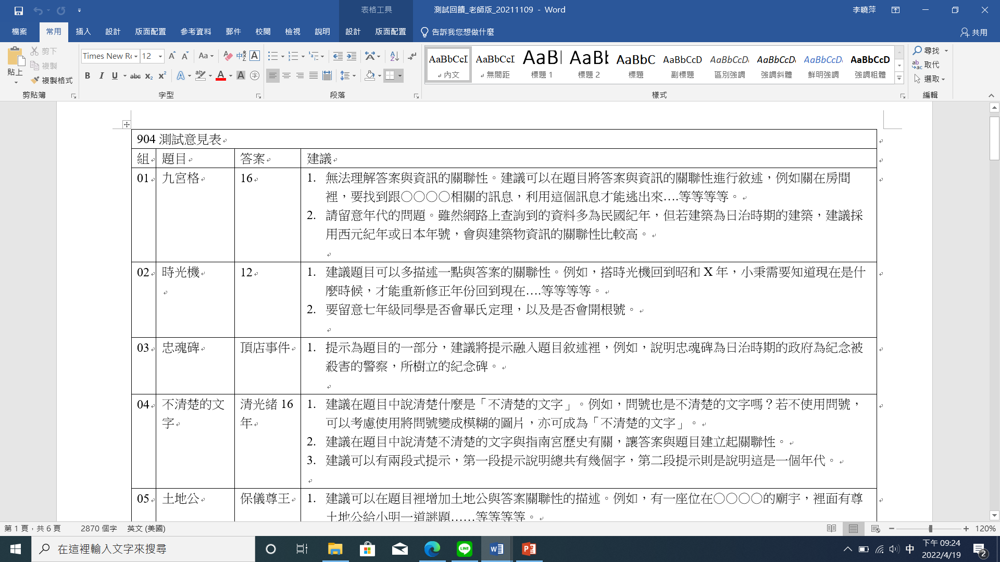 表格工具
測試回饋_老師版_20211109 - Word
李曉萍
檔案 常用 插入 設計 版面配置 參考資料 郵件 校閱 檢視 說明 設計 版面配置 告訴我您想做什麼 共用
貼上
剪下
複製
複製格式
剪貼簿
Times New Ro 12
字型
段落
AaBbCcI AaBbCcI AaB AaBb AaBbC AaBbCcD AaBbCcD AaBbCcD AaBbCcD AaBbCcD
內文 無間距 標題 1 標題 2 標題 副標題 區別強調 強調斜體 鮮明強調 強調粗體
樣式
尋找
取代
選取
編輯
904 測試意見表
組 題目 答案 建議
01 九宮格 16
1. 無法理解答案與資訊的關聯性。建議可以在題目將答案與資訊的關聯性進行敘述，例如關在房間
裡，要找到跟○○○○相關的訊息，利用這個訊息才能逃出來….等等等等。
2. 請留意年代的問題。雖然網路上查詢到的資料多為民國紀年，但若建築為日治時期的建築，建議採
用西元紀年或日本年號，會與建築物資訊的關聯性比較高。
02 時光機 12
1. 建議題目可以多描述一點與答案的關聯性。例如，搭時光機回到昭和 X 年，小秉需要知道現在是什
麼時候，才能重新修正年份回到現在….等等等等。
2. 要留意七年級同學是否會畢氏定理，以及是否會開根號。
03 忠魂碑 頂店事件
1. 提示為題目的一部分，建議將提示融入題目敘述裡，例如，說明忠魂碑為日治時期的政府為紀念被
殺害的警察，所樹立的紀念碑。
04 不清楚的文
字
清光緒 16
年
1. 建議在題目中說清楚什麼是「不清楚的文字」。例如，問號也是不清楚的文字嗎？若不使用問號，
可以考慮使用將問號變成模糊的圖片，亦可成為「不清楚的文字」。
2. 建議在題目中說清楚不清楚的文字與指南宮歷史有關，讓答案與題目建立起關聯性。
3. 建議可以有兩段式提示，第一段提示說明總共有幾個字，第二段提示則是說明這是一個年代。
05 土地公 保儀尊王
1. 建議可以在題目裡增加土地公與答案關聯性的描述。例如，有一座位在○○○○的廟宇，裡面有尊
土地公給小明一道謎題……等等等等。
第 1 頁，共 6 頁 2870 個字 英文 (美國) 120%
在這裡輸入文字來搜尋
中
下午 09:24
2022/4/19
2